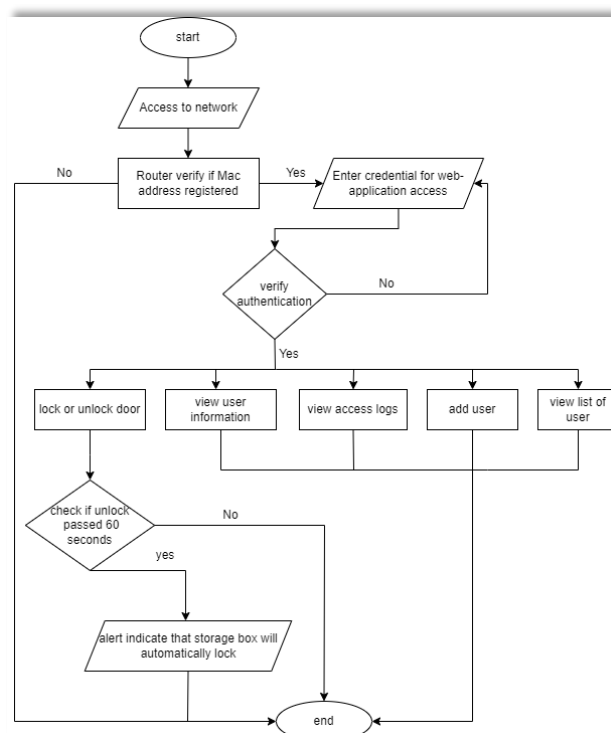 start
Access to network
No
Router verify if Mac
address registered
Yes
Enter credential for web-
application access
verify
authentication
No
Yes
lock or unlock door
view user
information
view access logs
add user
view list of
user
check if unlock
passed 60
seconds
No
yes
alert indicate that storage box will
automatically lock
end